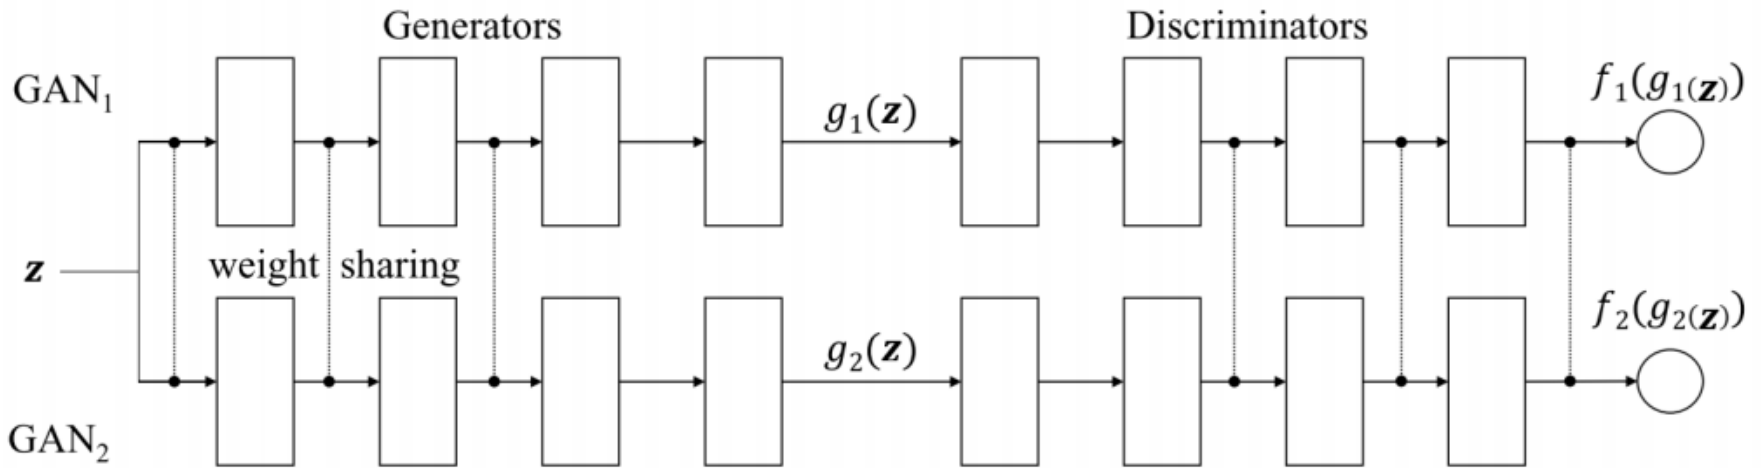 Generators
Discriminators
GAN₁
f₁(g₁₍𝒛₎)
g₁(𝒛)
weight sharing
𝒛
f₂(g₂₍𝒛₎)
g₂(𝒛)
GAN₂